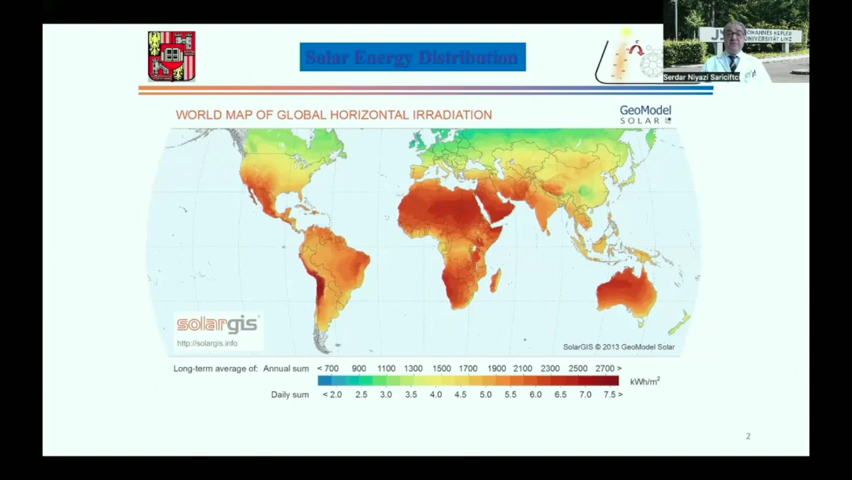 Solar Energy Distribution
JOHANNES KEPLER
UNIVERSITÄT LINZ
Serdar Niyazi Sariciftci
WORLD MAP OF GLOBAL HORIZONTAL IRRADIATION
GeoModel
SOLAR
solargis
http://solargis.info
SolarGIS © 2013 GeoModel Solar
Long-term average of: Annual sum < 700 900 1100 1300 1500 1700 1900 2100 2300 2500 2700 >
kWh/m²
Daily sum < 2.0 2.5 3.0 3.5 4.0 4.5 5.0 5.5 6.0 6.5 7.0 7.5 >
2